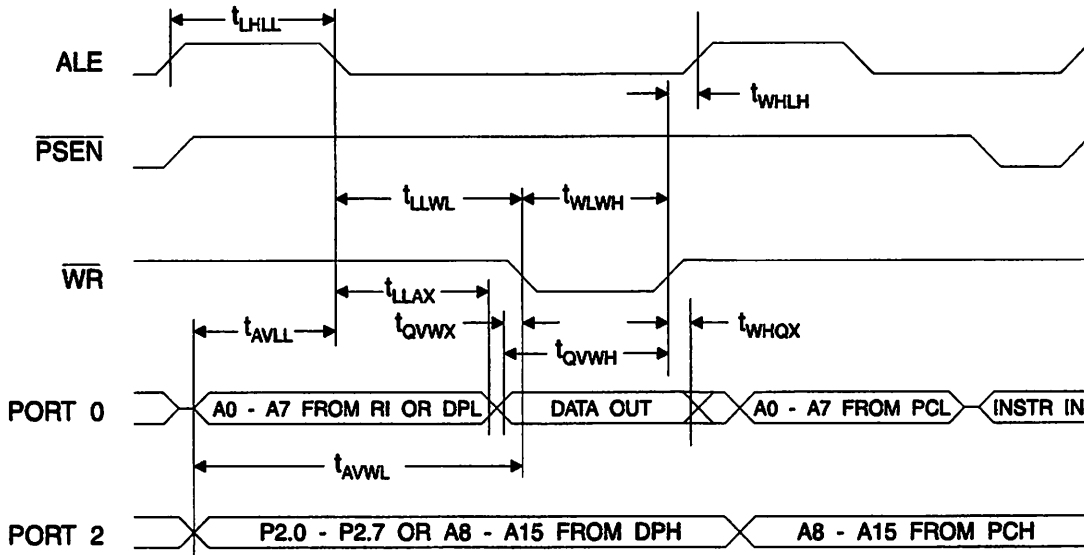 tLHLL
ALE
tWHLH
PSEN
tLLWL
tWLWH
WR
tLLAX
tAVLL
tQVWX
tWHQX
tQVWH
PORT 0
A0 - A7 FROM RI OR DPL
DATA OUT
A0 - A7 FROM PCL
INSTR IN
tAVWL
PORT 2
P2.0 - P2.7 OR A8 - A15 FROM DPH
A8 - A15 FROM PCH